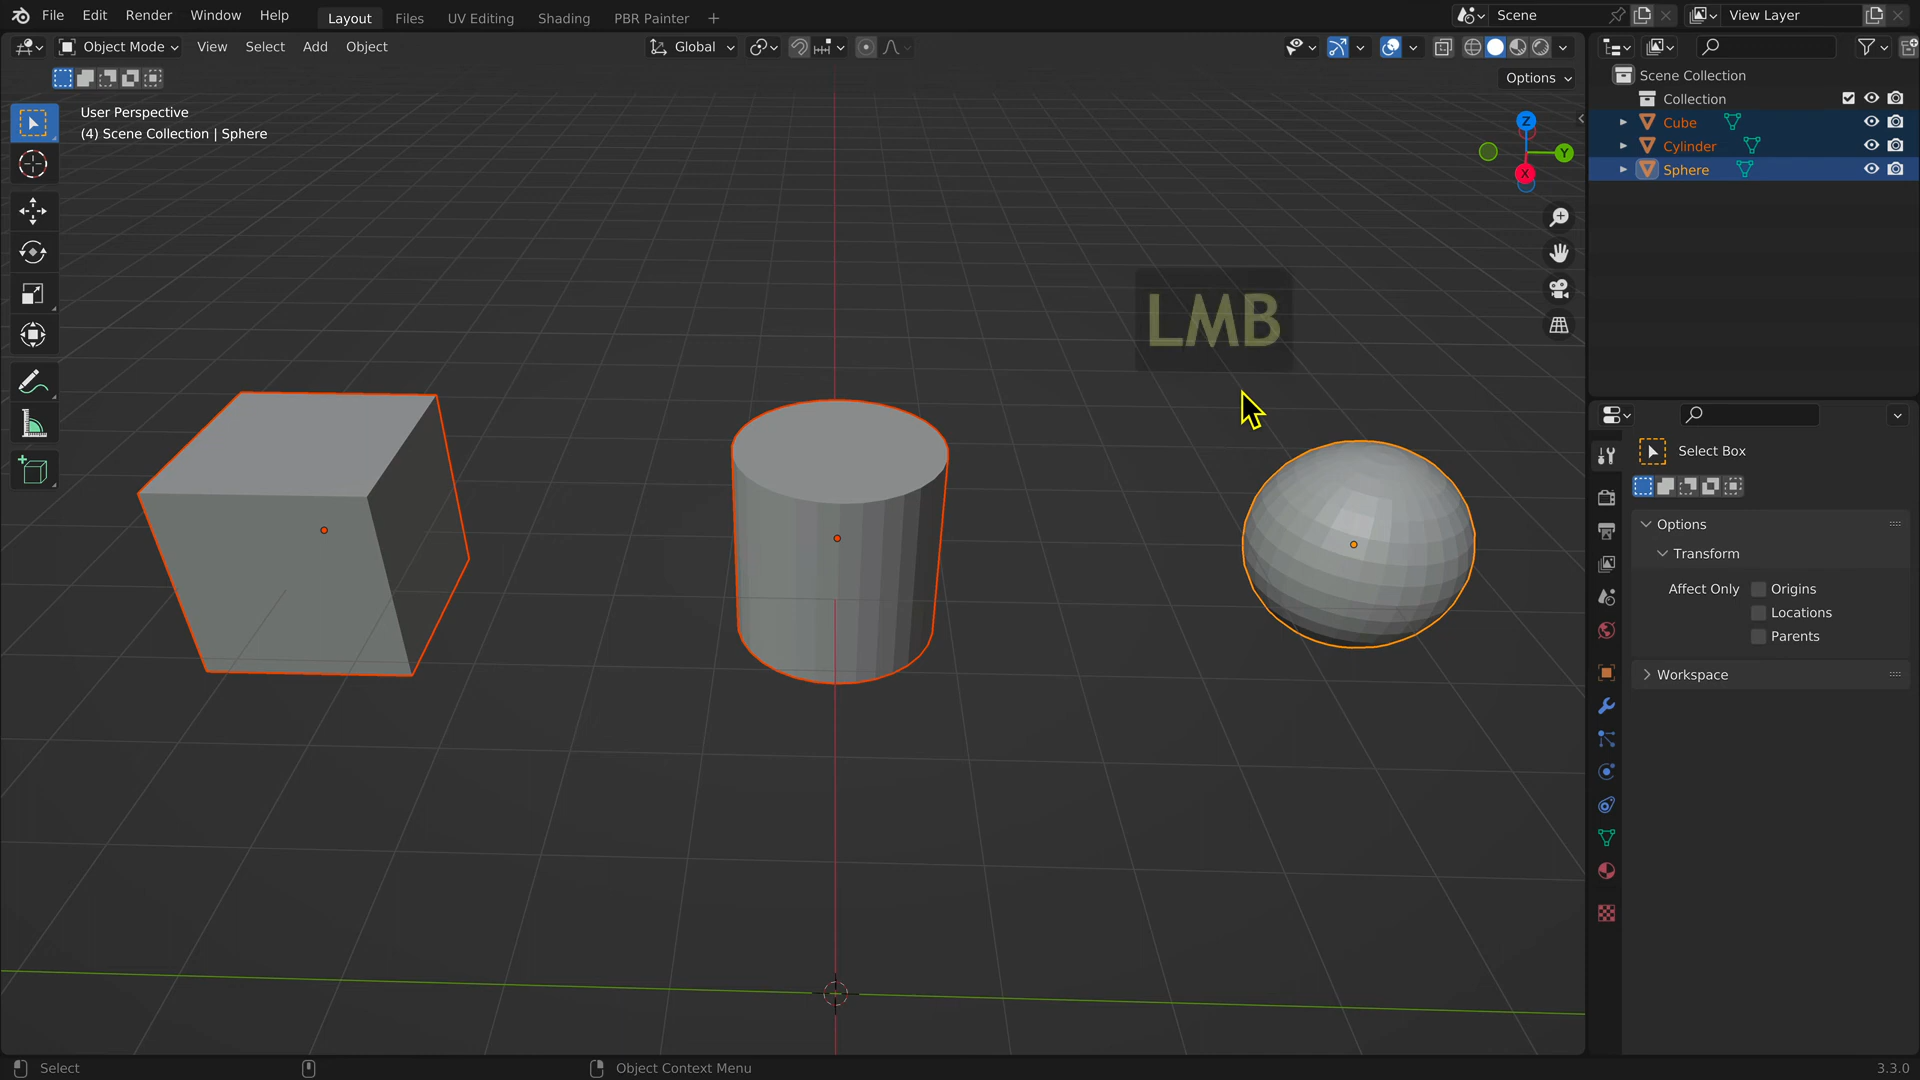 File Edit Render Window Help Layout Files UV Editing Shading PBR Painter + Scene View Layer
Object Mode View Select Add Object Global
Options
User Perspective
(4) Scene Collection | Sphere
Z
Y
X
LMB
Scene Collection
Collection
Cube
Cylinder
Sphere
Select Box
Options
Transform
Affect Only Origins
Locations
Parents
Workspace
Select Object Context Menu 3.3.0